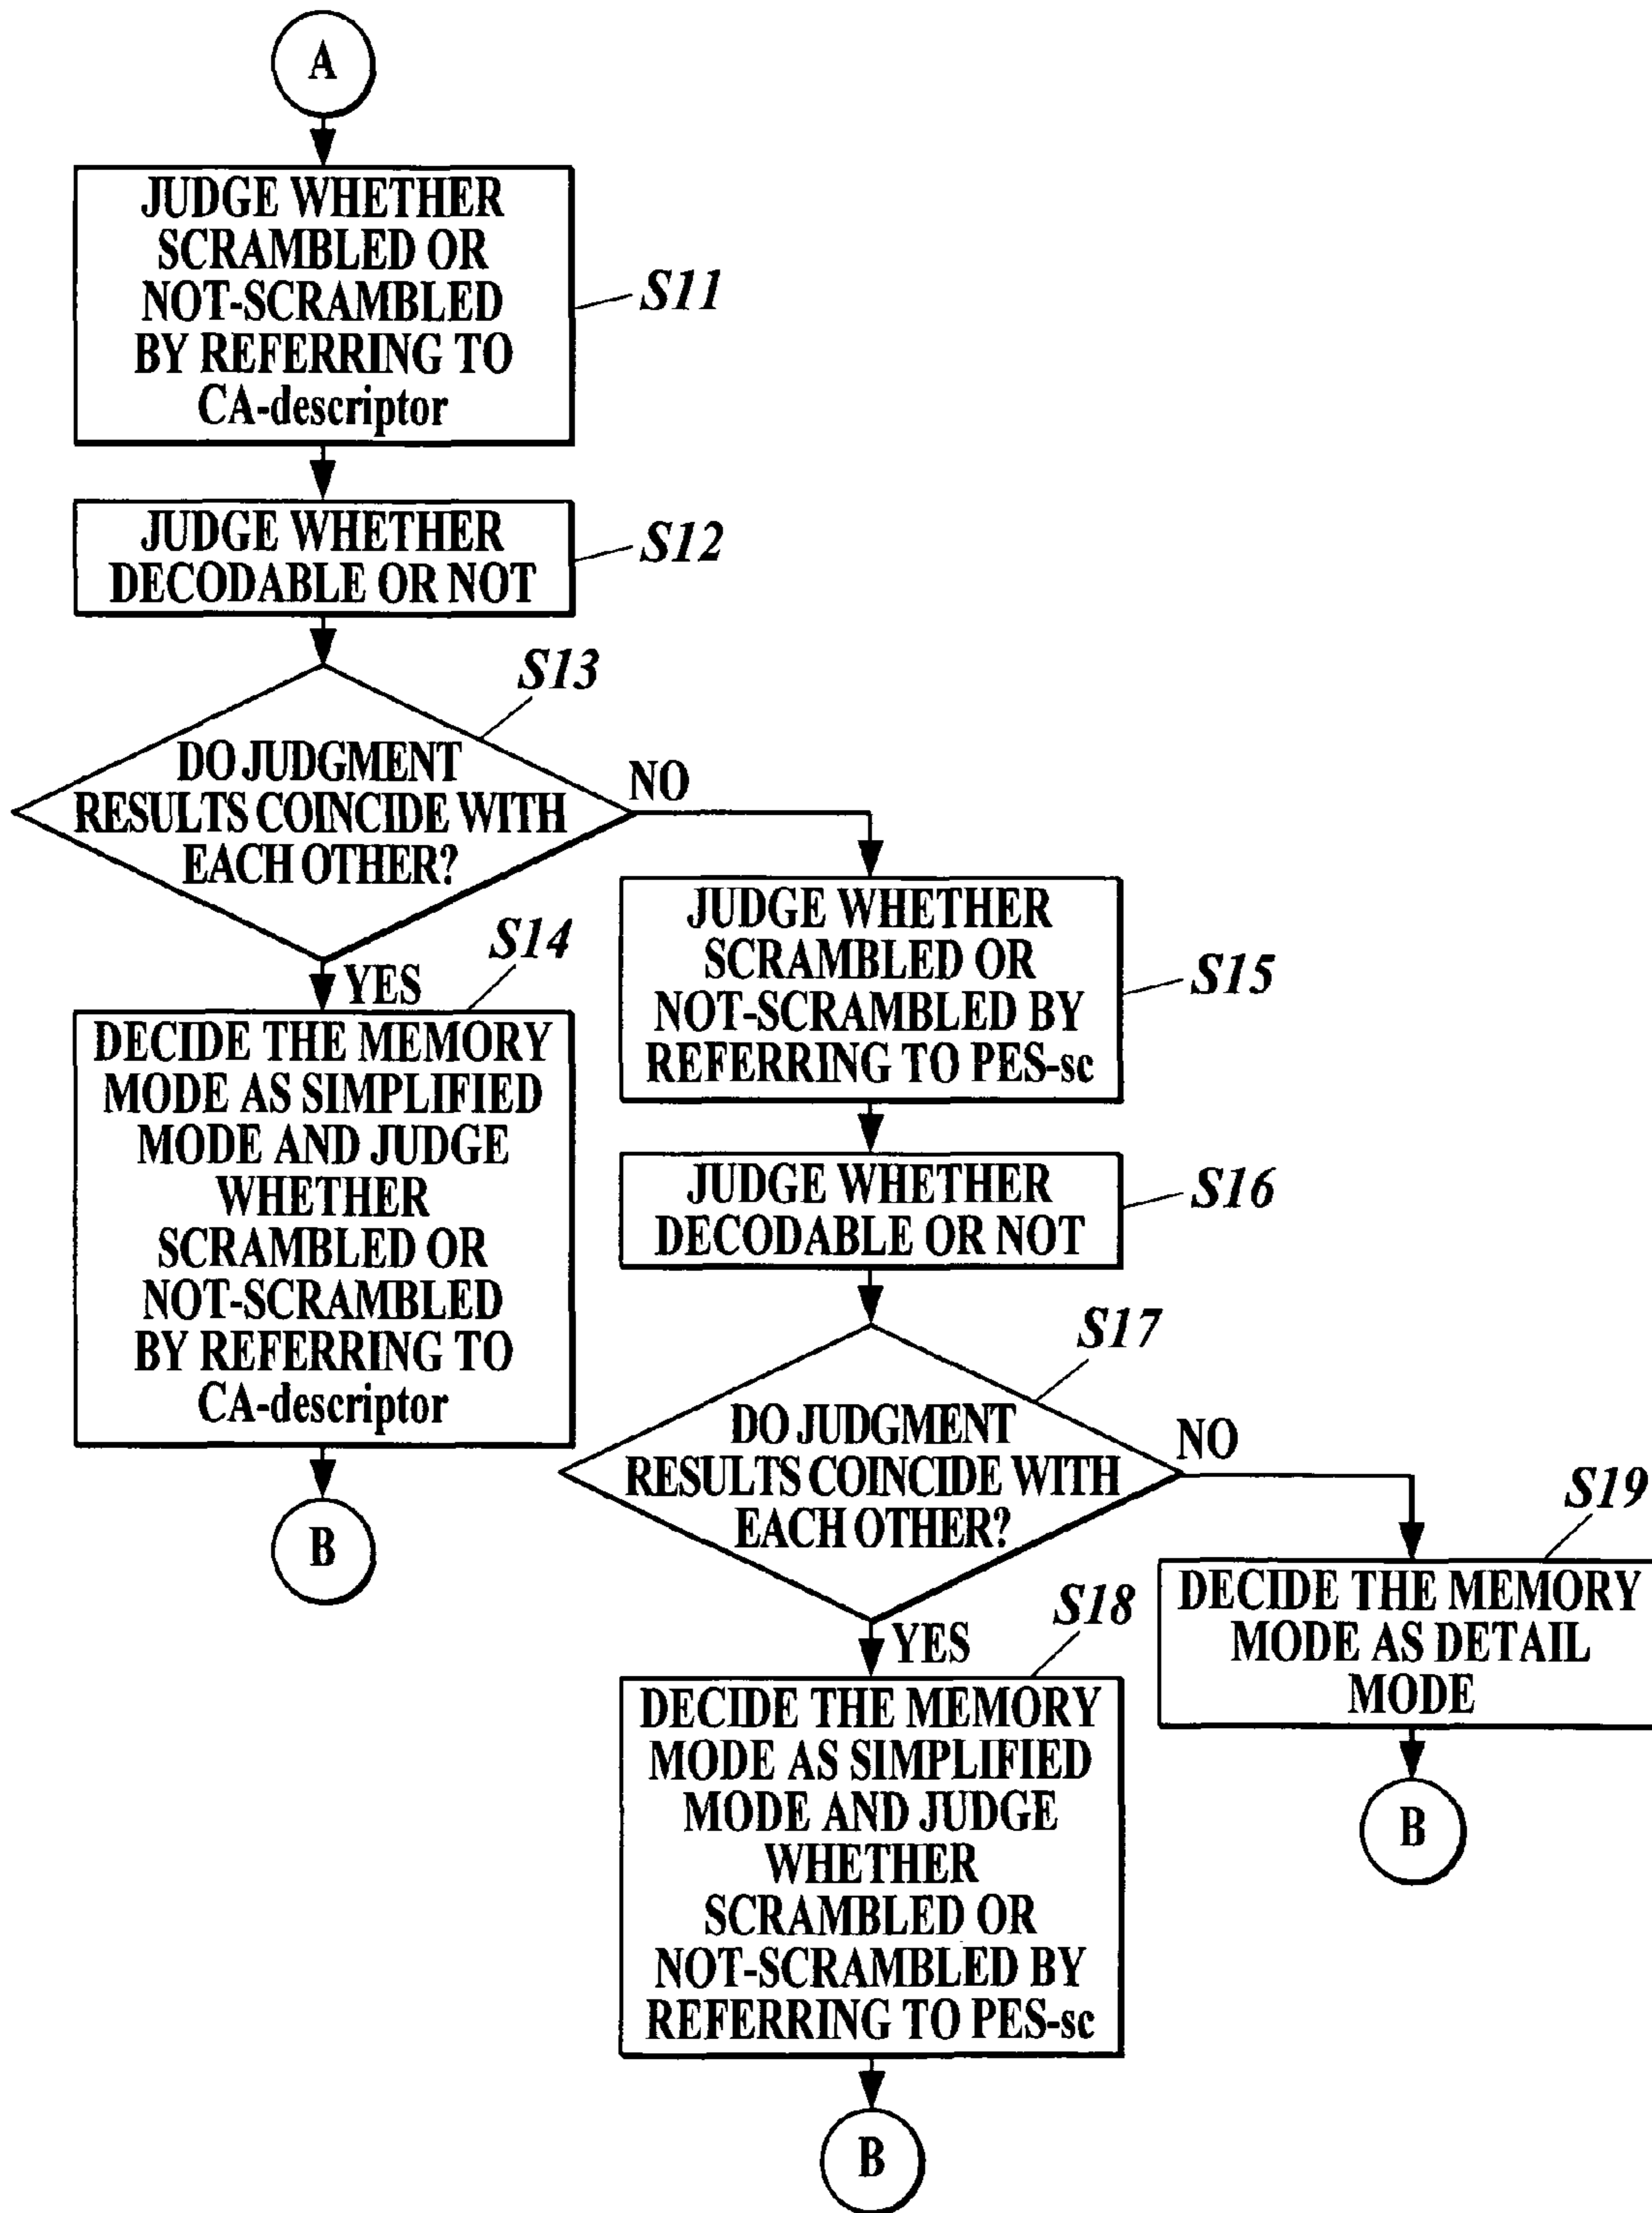 A
JUDGE WHETHER
SCRAMBLED OR
NOT-SCRAMBLED
BY REFERRING TO
CA-descriptor
S11
JUDGE WHETHER
DECODABLE OR NOT
S12
S13
DO JUDGMENT
RESULTS COINCIDE WITH
EACH OTHER?
NO
YES
S14
DECIDE THE MEMORY
MODE AS SIMPLIFIED
MODE AND JUDGE
WHETHER
SCRAMBLED OR
NOT-SCRAMBLED
BY REFERRING TO
CA-descriptor
B
JUDGE WHETHER
SCRAMBLED OR
NOT-SCRAMBLED BY
REFERRING TO PES-sc
S15
JUDGE WHETHER
DECODABLE OR NOT
S16
S17
DO JUDGMENT
RESULTS COINCIDE WITH
EACH OTHER?
NO
YES
S18
DECIDE THE MEMORY
MODE AS SIMPLIFIED
MODE AND JUDGE
WHETHER
SCRAMBLED OR
NOT-SCRAMBLED BY
REFERRING TO PES-sc
B
S19
DECIDE THE MEMORY
MODE AS DETAIL
MODE
B